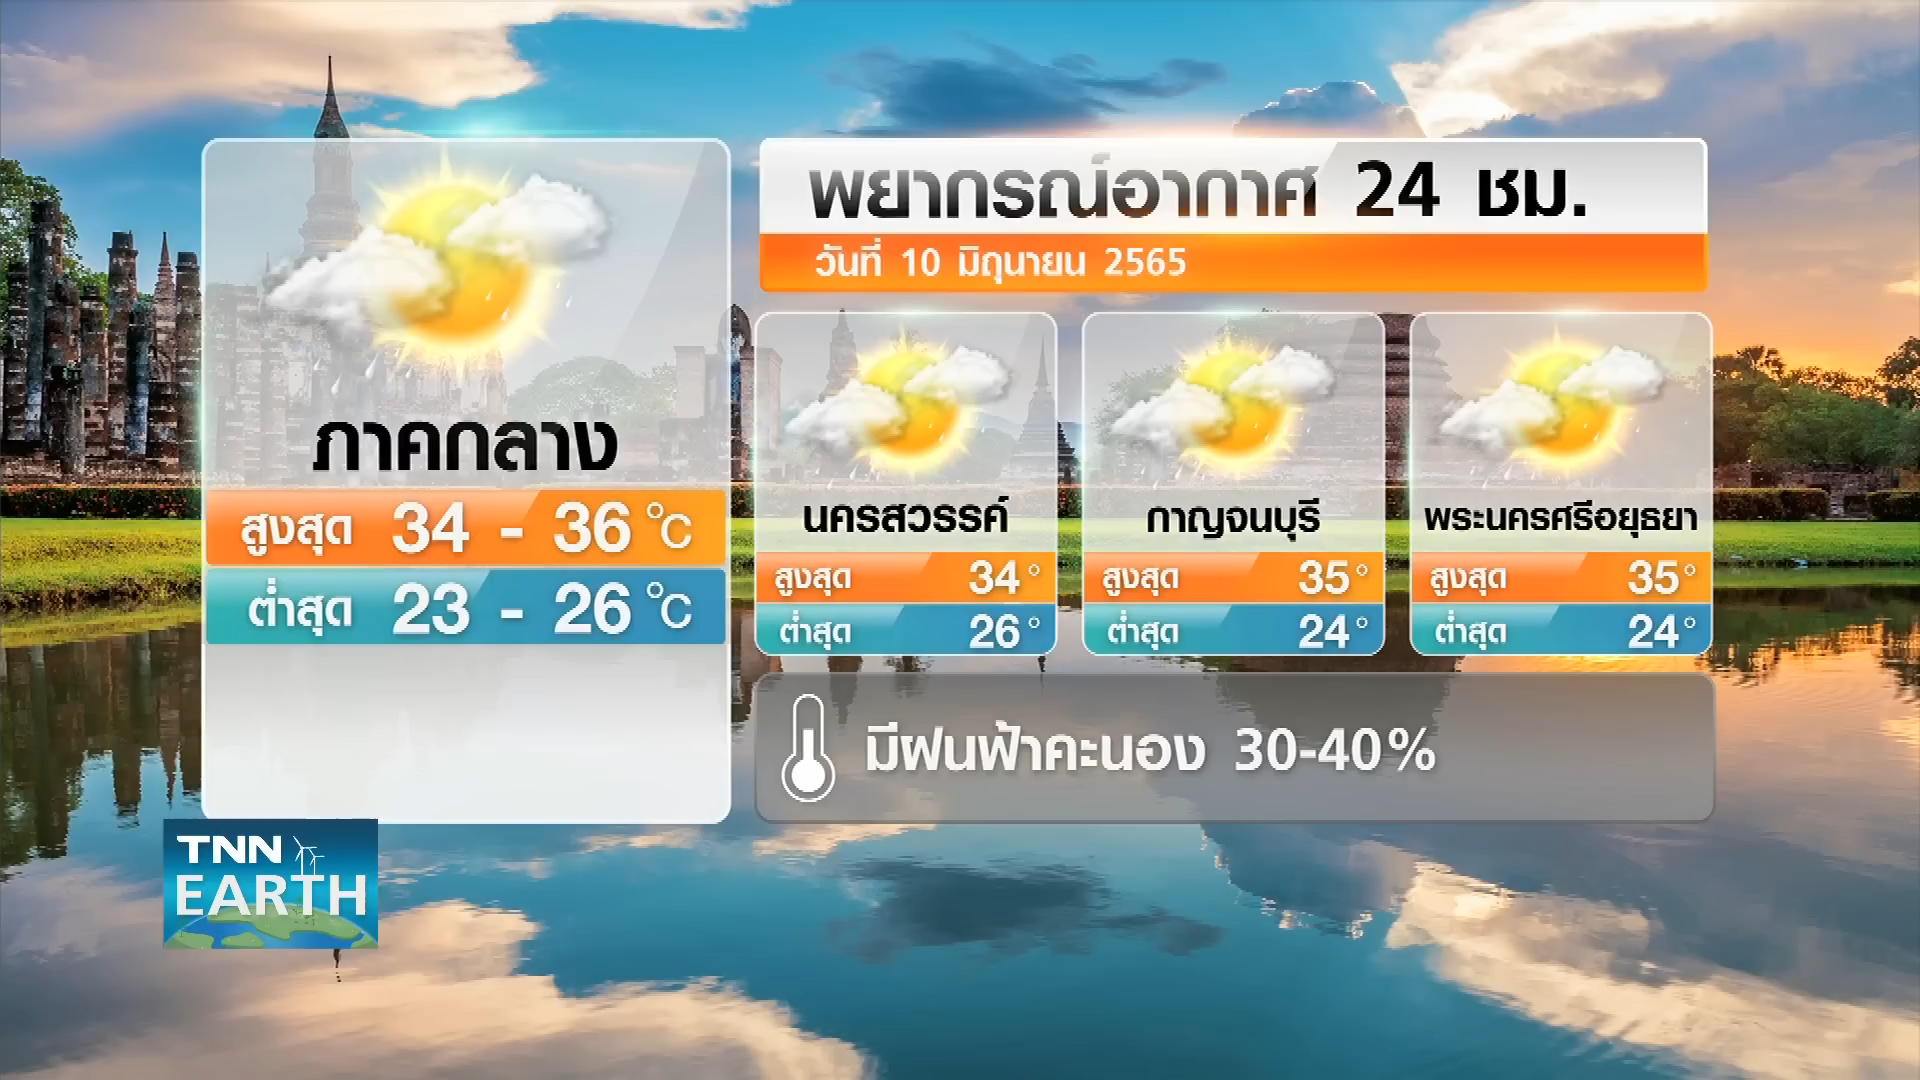 ภาคกลาง
สูงสุด 34 - 36 °C
ต่ำสุด 23 - 26 °C
พยากรณ์อากาศ 24 ชม.
วันที่ 10 มิถุนายน 2565
นครสวรรค์
สูงสุด 34°
ต่ำสุด 26°
กาญจนบุรี
สูงสุด 35°
ต่ำสุด 24°
พระนครศรีอยุธยา
สูงสุด 35°
ต่ำสุด 24°
มีฝนฟ้าคะนอง 30-40%
TNN
EARTH